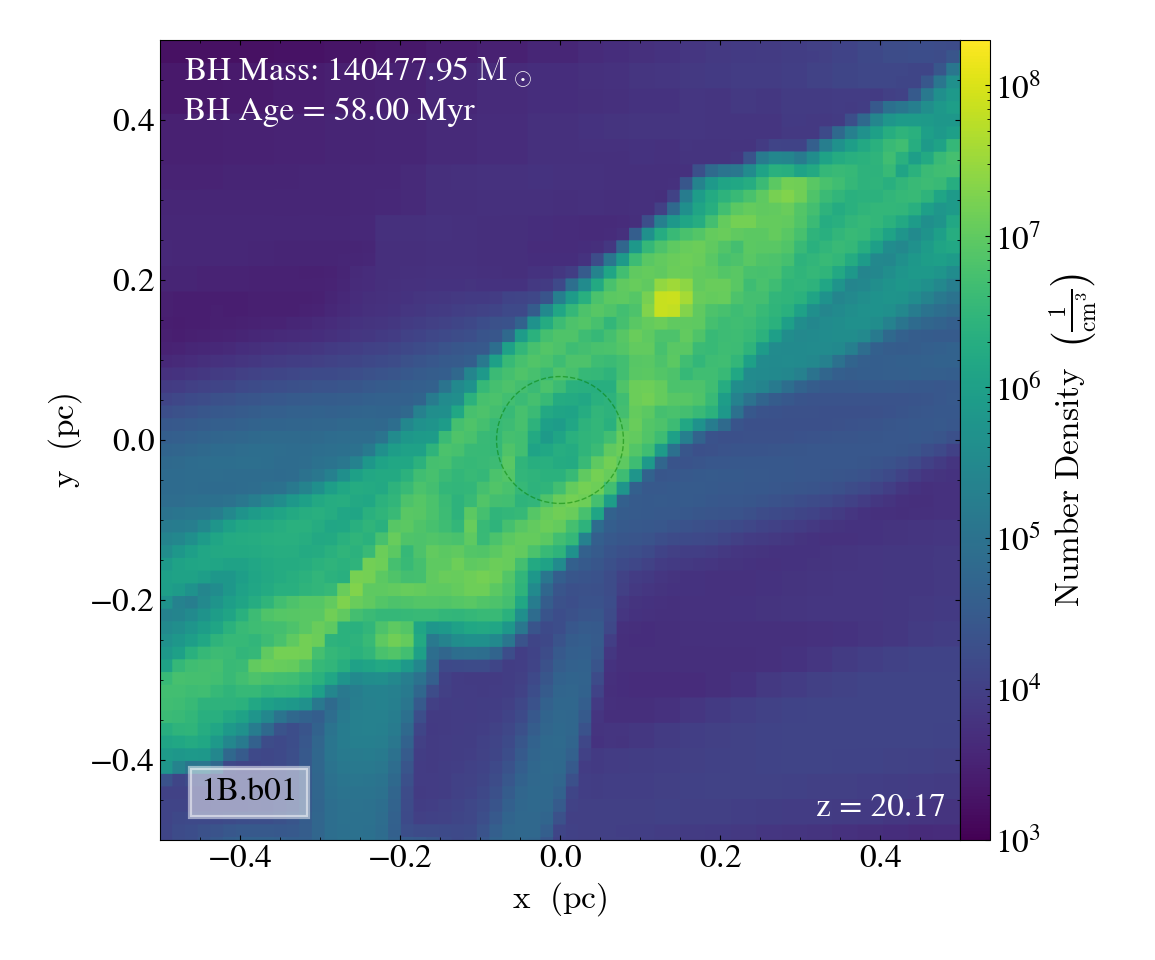 BH Mass: 140477.95 M☉
BH Age = 58.00 Myr
0.4
0.2
0.0
−0.2
−0.4
y (pc)
1B.b01
z = 20.17
−0.4 −0.2 0.0 0.2 0.4
x (pc)
10⁸
10⁷
10⁶
10⁵
10⁴
10³
Number Density (1/cm³)